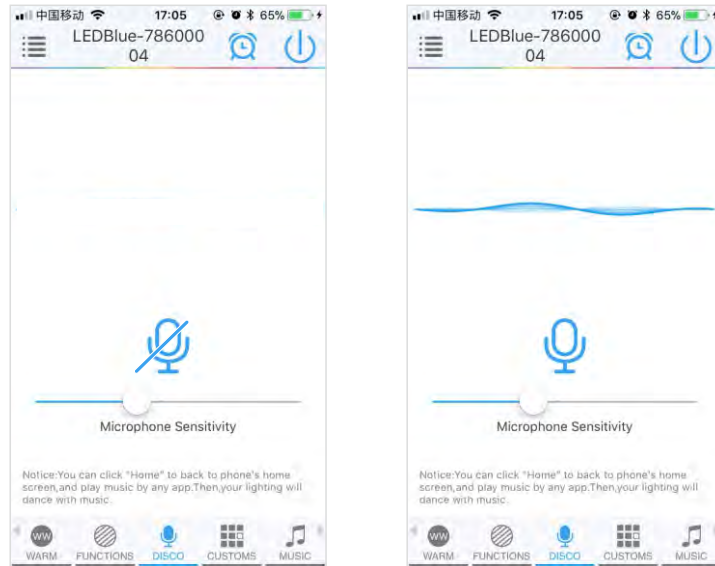 中国移动 17:05 65%
LEDBlue-786000
04
Microphone Sensitivity
Notice:You can click "Home" to back to phone's home
screen,and play music by any app.Then,your lighting will
dance with music.
WW
WARM FUNCTIONS DISCO CUSTOMS MUSIC
中国移动 17:05 65%
LEDBlue-786000
04
Microphone Sensitivity
Notice:You can click "Home" to back to phone's home
screen,and play music by any app.Then,your lighting will
dance with music.
WW
WARM FUNCTIONS DISCO CUSTOMS MUSIC